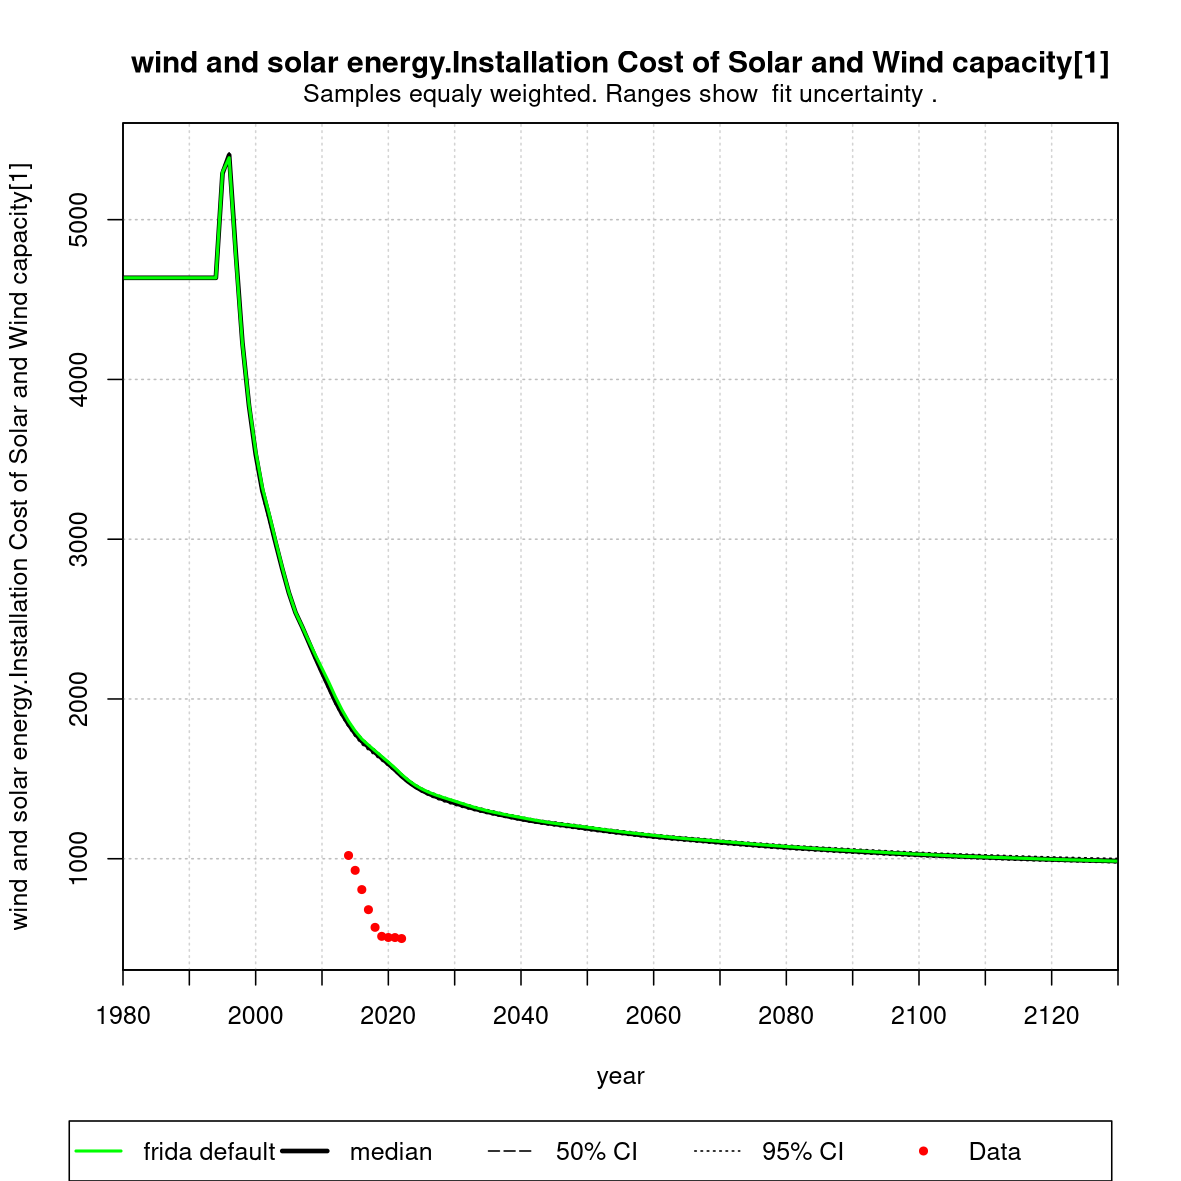 wind and solar energy.Installation Cost of Solar and Wind capacity[1]
Samples equaly weighted. Ranges show  fit uncertainty .
wind and solar energy.Installation Cost of Solar and Wind capacity[1]
5000
4000
3000
2000
1000
1980 2000 2020 2040 2060 2080 2100 2120
year
frida default median 50% CI 95% CI Data